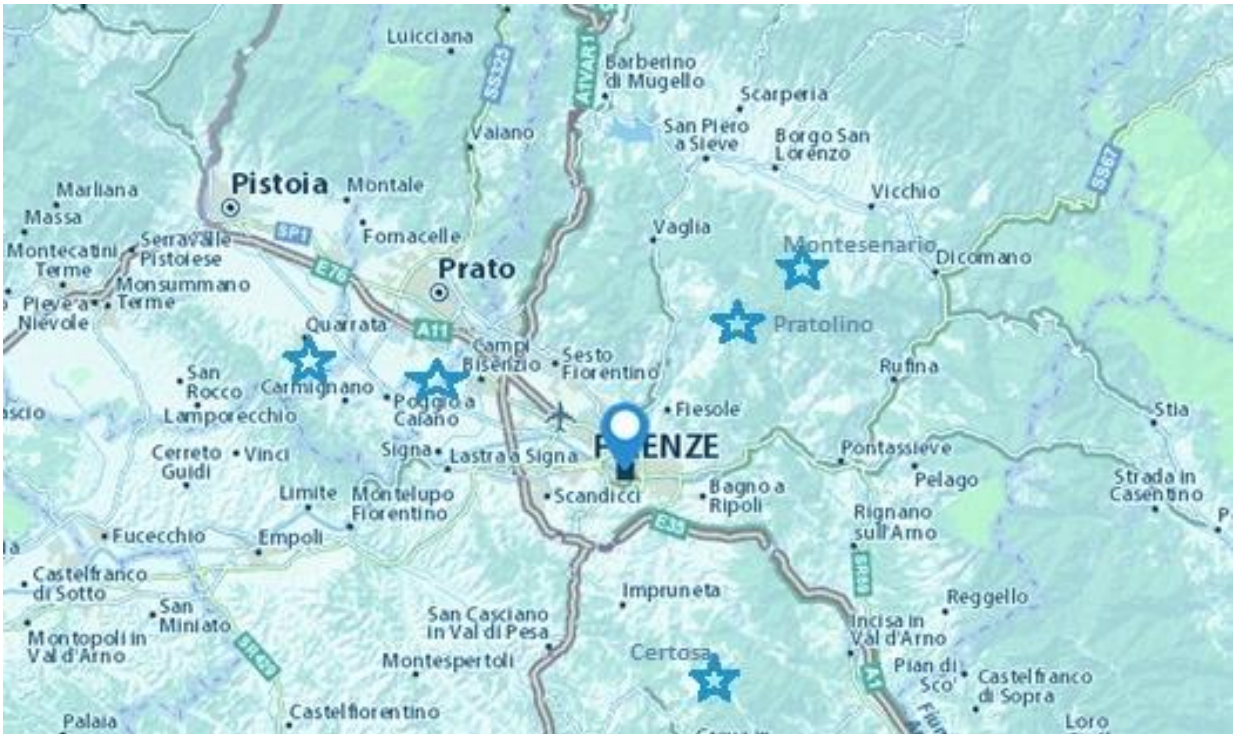 Luicciana
SS325
A1VAR1
Barberino
di Mugello
Scarperia
San Piero
a Sieve
Borgo San
Lorenzo
Vaiano
SS67
Marliana
Pistoia
Montale
Vicchio
Massa
Fornacelle
SP1
Vaglia
Montecatini
Terme
Serravalle
Pistoiese
Montesenario
Dicomano
E76
Prato
Monsummano
Terme
Pieve a
Nievole
Quarrata
A11
Pratolino
Campi
Bisenzio
Sesto
Fiorentino
San
Rocco
Carmignano
Rufina
Lamporecchio
Poggio a
Caiano
Fiesole
Stia
ascio
Cerreto
Guidi
Vinci
Signa
Lastra a Signa
Pontassieve
Strada in
Casentino
Limite
Montelupo
Fiorentino
Scandicci
Bagno a
Ripoli
Pelago
Rignano
sull'Arno
P
Fucecchio
Empoli
E35
la
Castelfranco
di Sotto
San
Miniato
Impruneta
SR69
Reggello
Montopoli in
Val d'Arno
San Casciano
in Val di Pesa
Incisa in
Val d'Arno
Montespertoli
Certosa
Pian di
Sco'
Castelfranco
di Sopra
A1
Palaia
Castelfiorentino
Loro